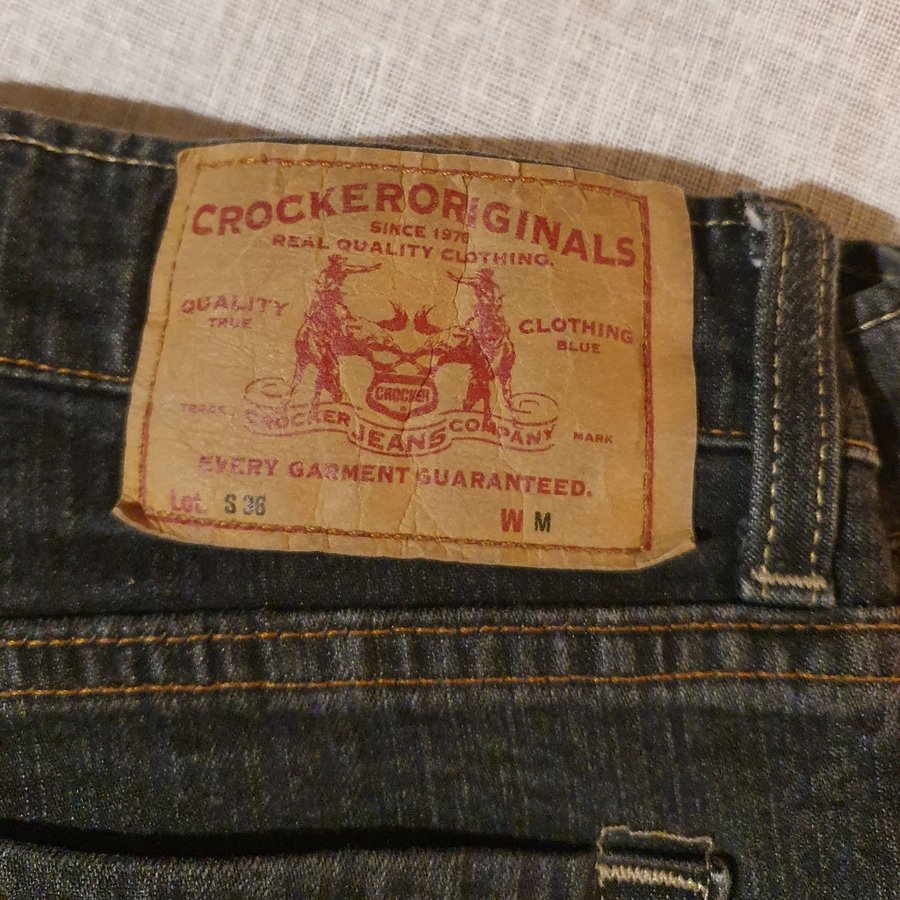 CROCKERORIGINALS
SINCE 1976
REAL QUALITY CLOTHING.
QUALITY
TRUE
CLOTHING
BLUE
CROCKER
TRADE
CROCKER JEANS COMPANY
MARK
EVERY GARMENT GUARANTEED.
Lot. S 36 W M